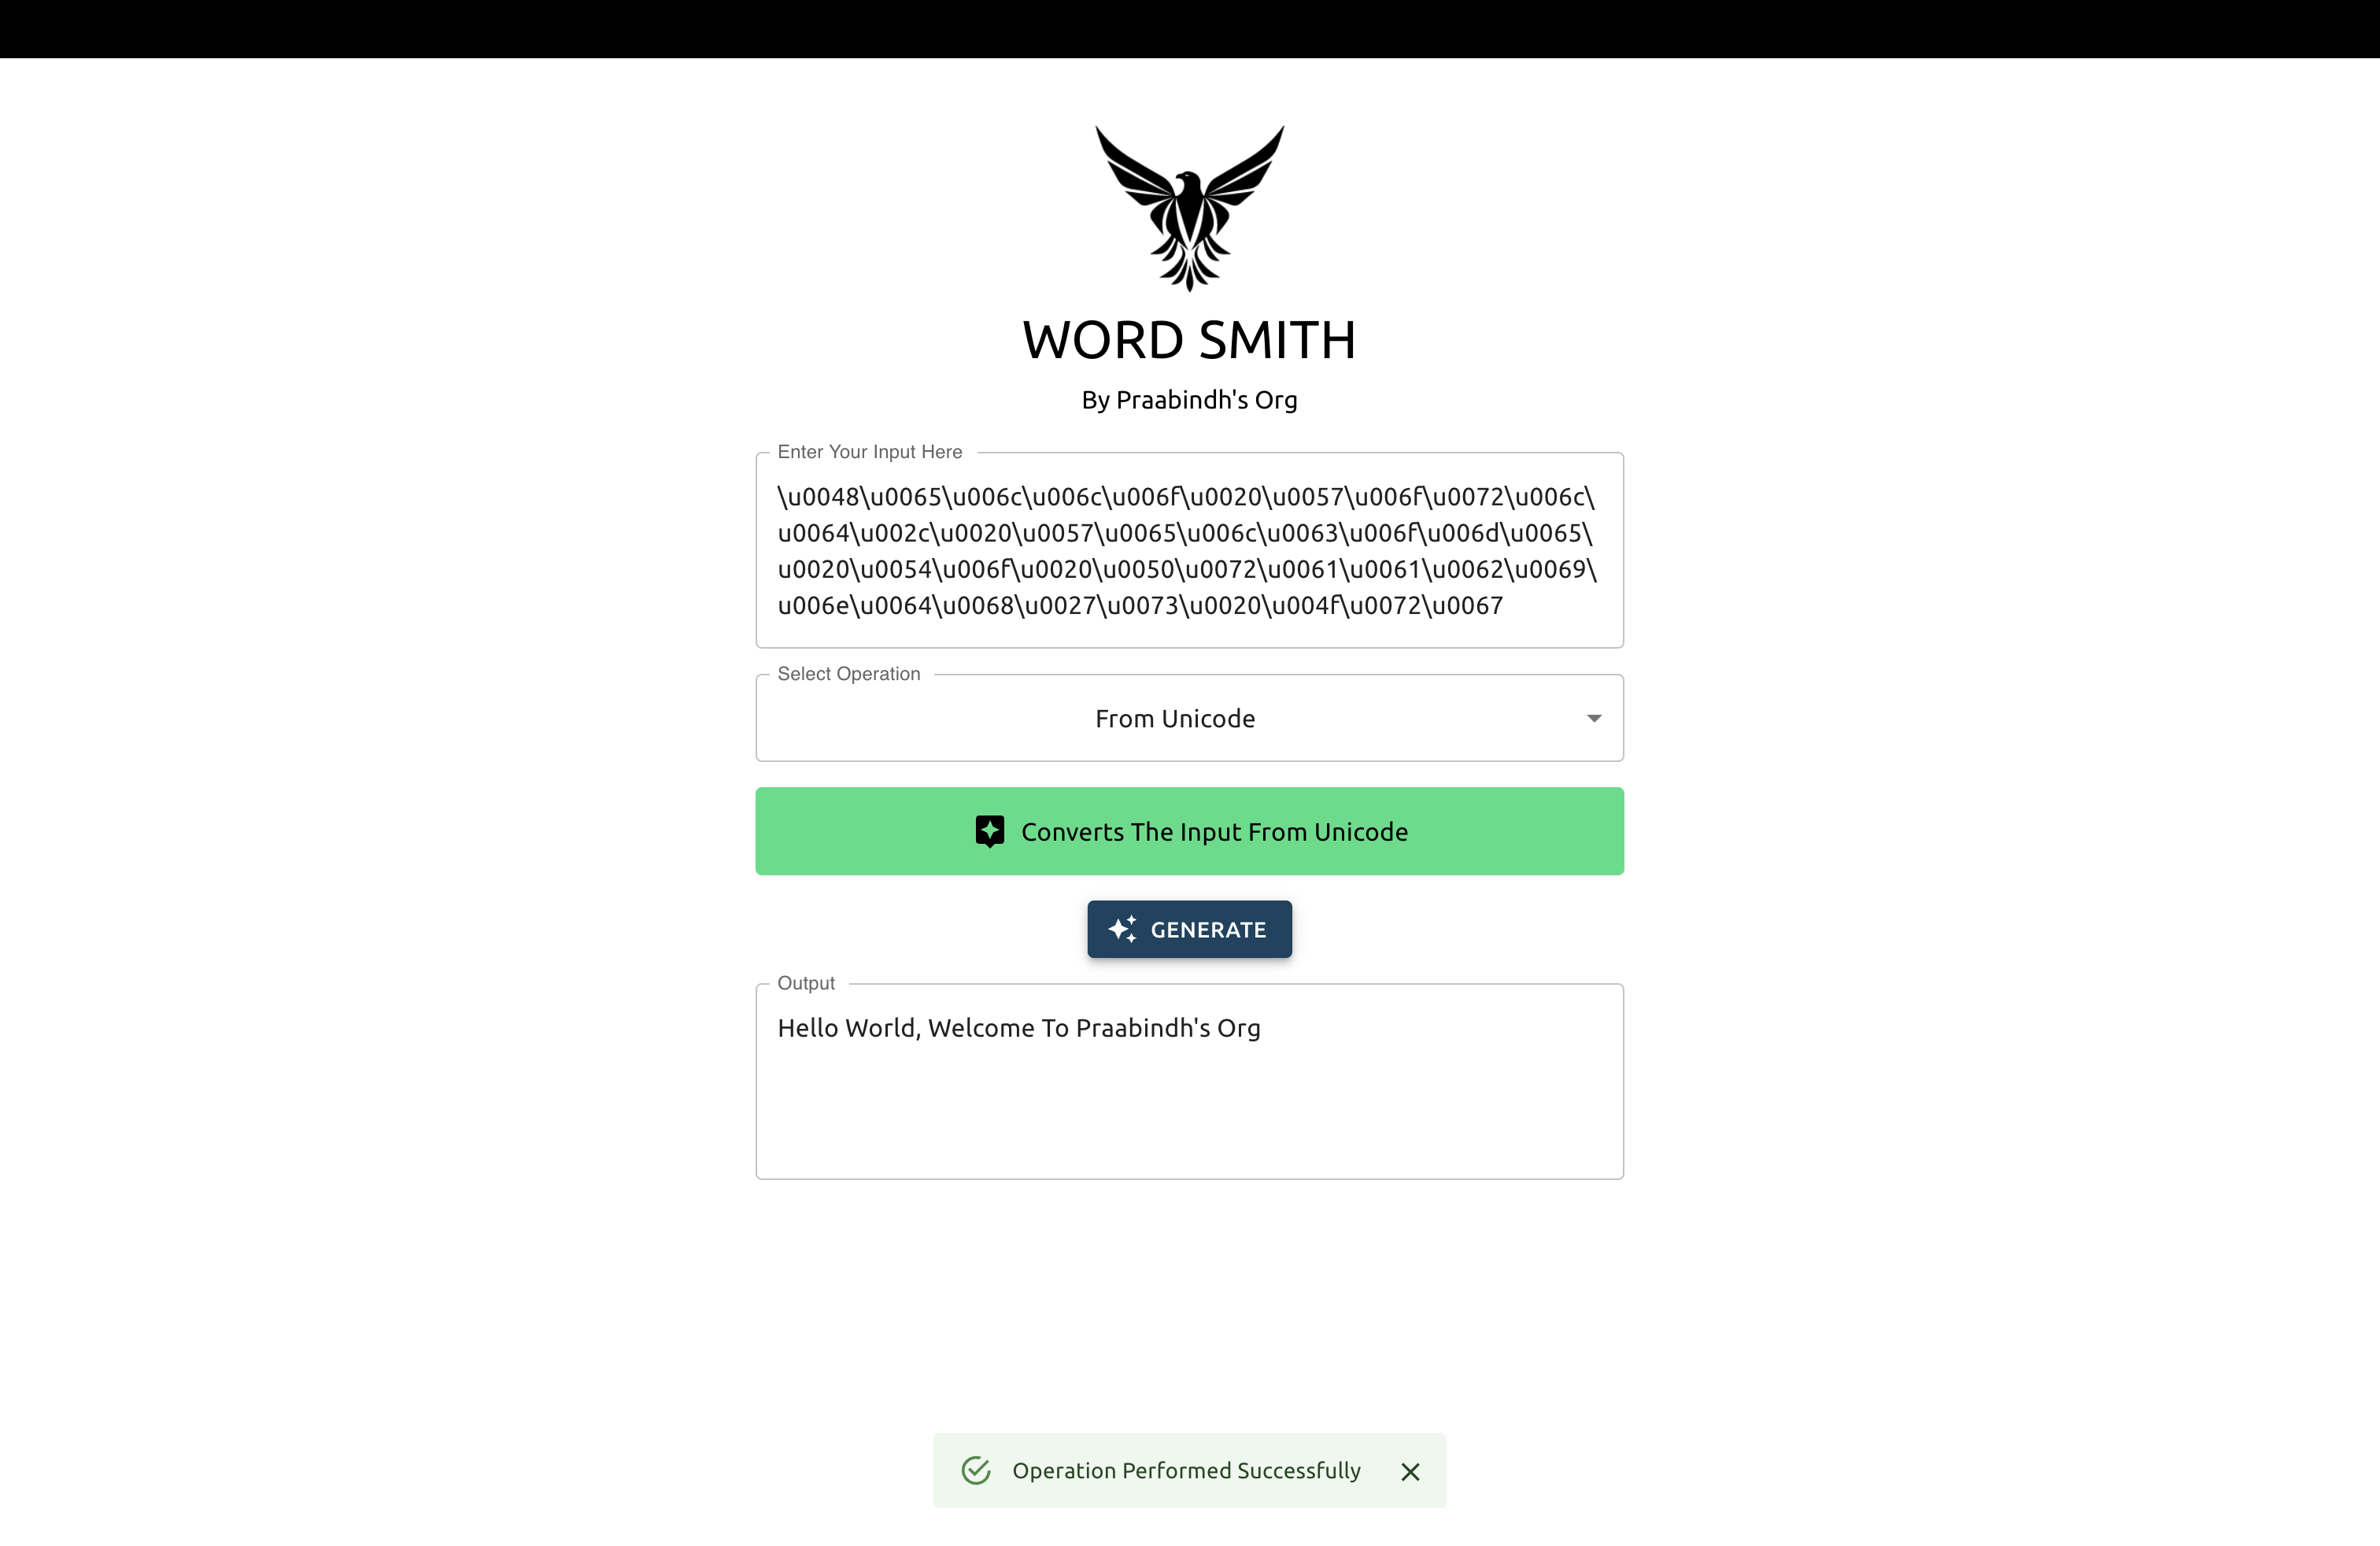 WORD SMITH
By Praabindh's Org
Enter Your Input Here
\u0048\u0065\u006c\u006c\u006f\u0020\u0057\u006f\u0072\u006c\
u0064\u002c\u0020\u0057\u0065\u006c\u0063\u006f\u006d\u0065\
u0020\u0054\u006f\u0020\u0050\u0072\u0061\u0061\u0062\u0069\
u006e\u0064\u0068\u0027\u0073\u0020\u004f\u0072\u0067
Select Operation
From Unicode
Converts The Input From Unicode
GENERATE
Output
Hello World, Welcome To Praabindh's Org
Operation Performed Successfully